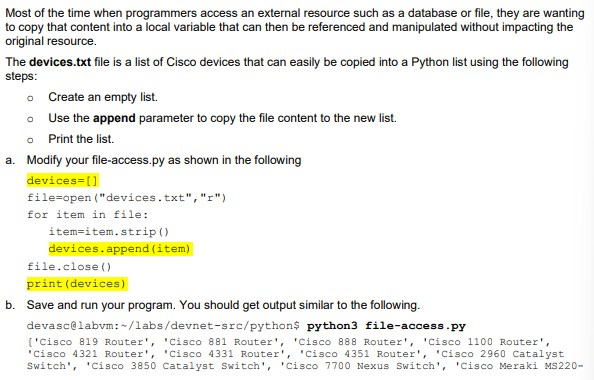 Most of the time when programmers access an external resource such as a database or file, they are wanting
to copy that content into a local variable that can then be referenced and manipulated without impacting the
original resource.
The devices.txt file is a list of Cisco devices that can easily be copied into a Python list using the following
steps:
o Create an empty list.
o Use the append parameter to copy the file content to the new list.
o Print the list.
a. Modify your file-access.py as shown in the following
devices=[]
file=open("devices.txt","r")
for item in file:
    item=item.strip()
    devices.append(item)
file.close()
print(devices)
b. Save and run your program. You should get output similar to the following.
devasc@labvm:~/labs/devnet-src/python$ python3 file-access.py
['Cisco 819 Router', 'Cisco 881 Router', 'Cisco 888 Router', 'Cisco 1100 Router',
'Cisco 4321 Router', 'Cisco 4331 Router', 'Cisco 4351 Router', 'Cisco 2960 Catalyst
Switch', 'Cisco 3850 Catalyst Switch', 'Cisco 7700 Nexus Switch', 'Cisco Meraki MS220-